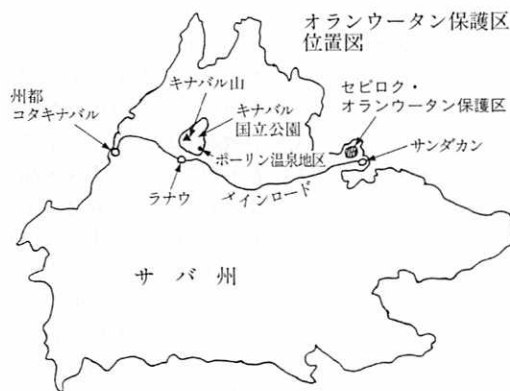 オランウータン保護区
位置図
キナバル山
州都
コタキナバル
キナバル
国立公園
セピロク・
オランウータン保護区
サンダカン
ポーリン温泉地区
ラナウ
メインロード
サバ州